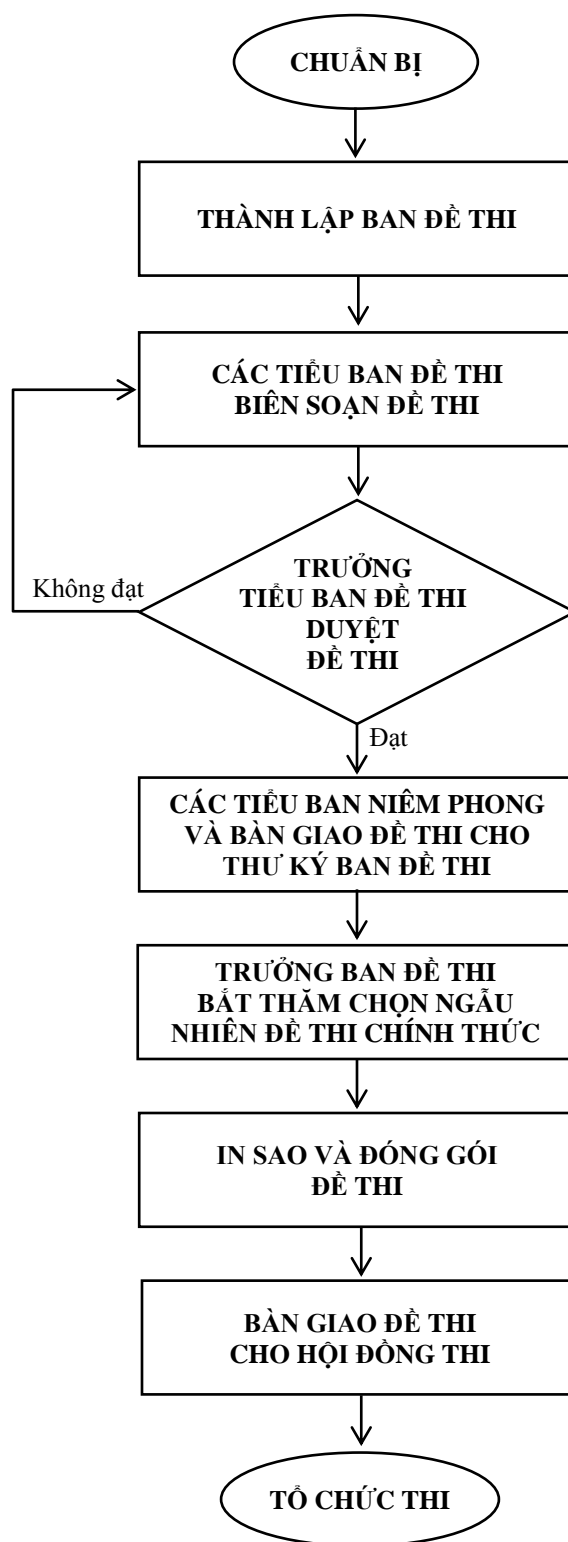 CHUẨN BỊ
THÀNH LẬP BAN ĐỀ THI
CÁC TIỂU BAN ĐỀ THI
BIÊN SOẠN ĐỀ THI
TRƯỞNG
TIỂU BAN ĐỀ THI
DUYỆT
ĐỀ THI
Không đạt
Đạt
CÁC TIỂU BAN NIÊM PHONG
VÀ BÀN GIAO ĐỀ THI CHO
THƯ KÝ BAN ĐỀ THI
TRƯỞNG BAN ĐỀ THI
BẮT THĂM CHỌN NGẪU
NHIÊN ĐỀ THI CHÍNH THỨC
IN SAO VÀ ĐÓNG GÓI
ĐỀ THI
BÀN GIAO ĐỀ THI
CHO HỘI ĐỒNG THI
TỔ CHỨC THI